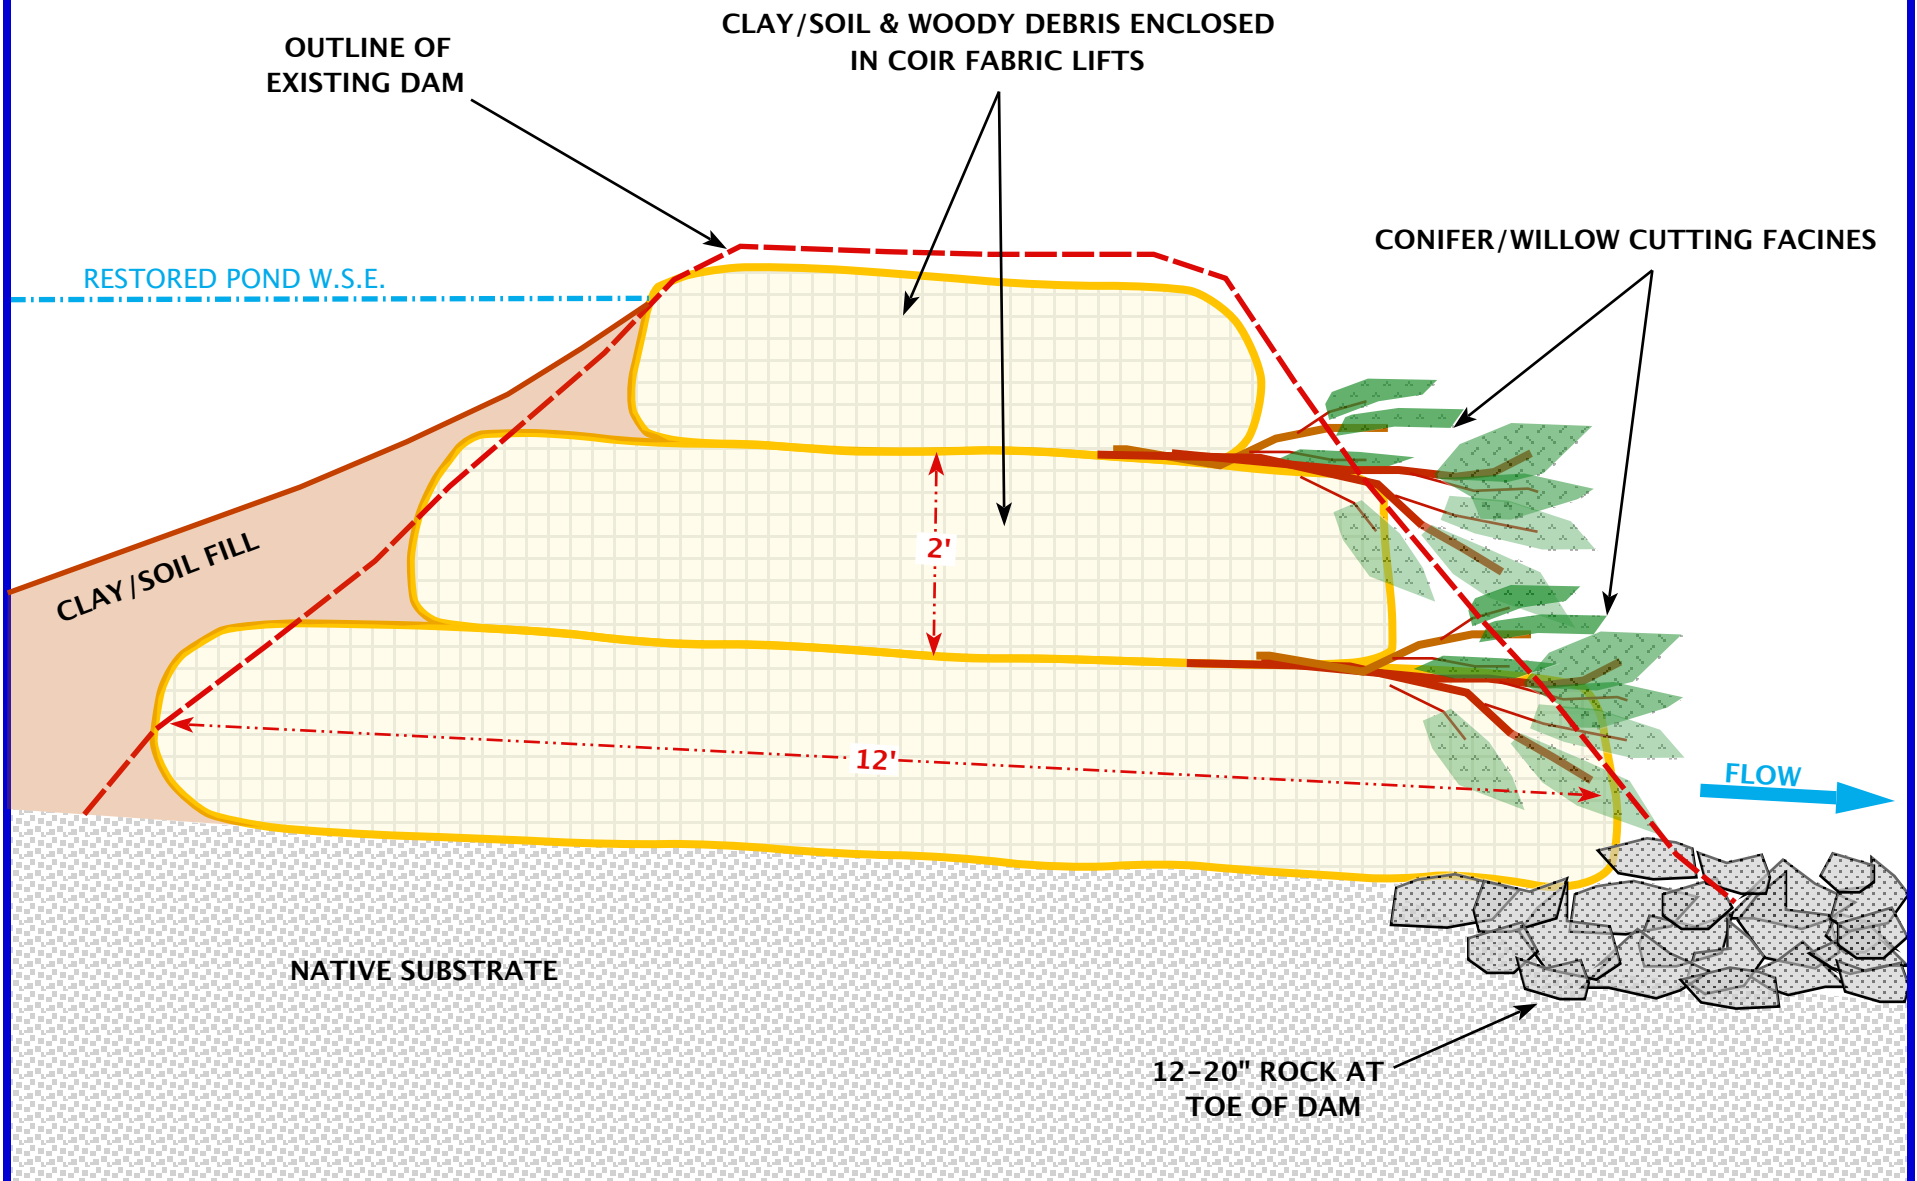 CLAY/SOIL & WOODY DEBRIS ENCLOSED
IN COIR FABRIC LIFTS
OUTLINE OF
EXISTING DAM
CONIFER/WILLOW CUTTING FACINES
RESTORED POND W.S.E.
CLAY/SOIL FILL
2'
12'
FLOW
NATIVE SUBSTRATE
12-20" ROCK AT
TOE OF DAM